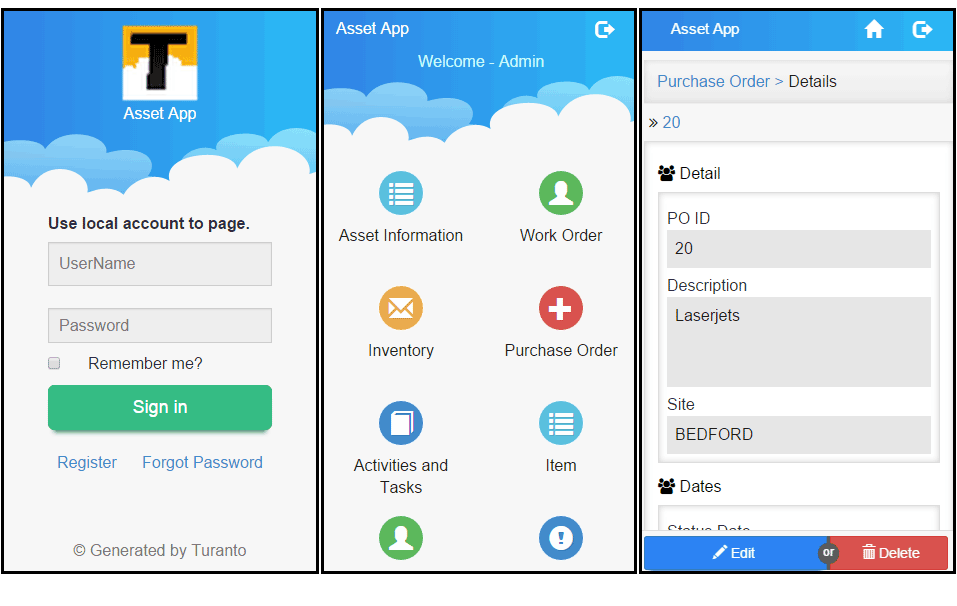 T
Asset App
Use local account to page.
UserName
Password
Remember me?
Sign in
Register Forgot Password
© Generated by Turanto
Asset App
Welcome - Admin
Asset Information Work Order
Inventory Purchase Order
Activities and Tasks Item
Asset App
Purchase Order > Details
» 20
Detail
PO ID
20
Description
Laserjets
Site
BEDFORD
Dates
Status Date
Edit or Delete